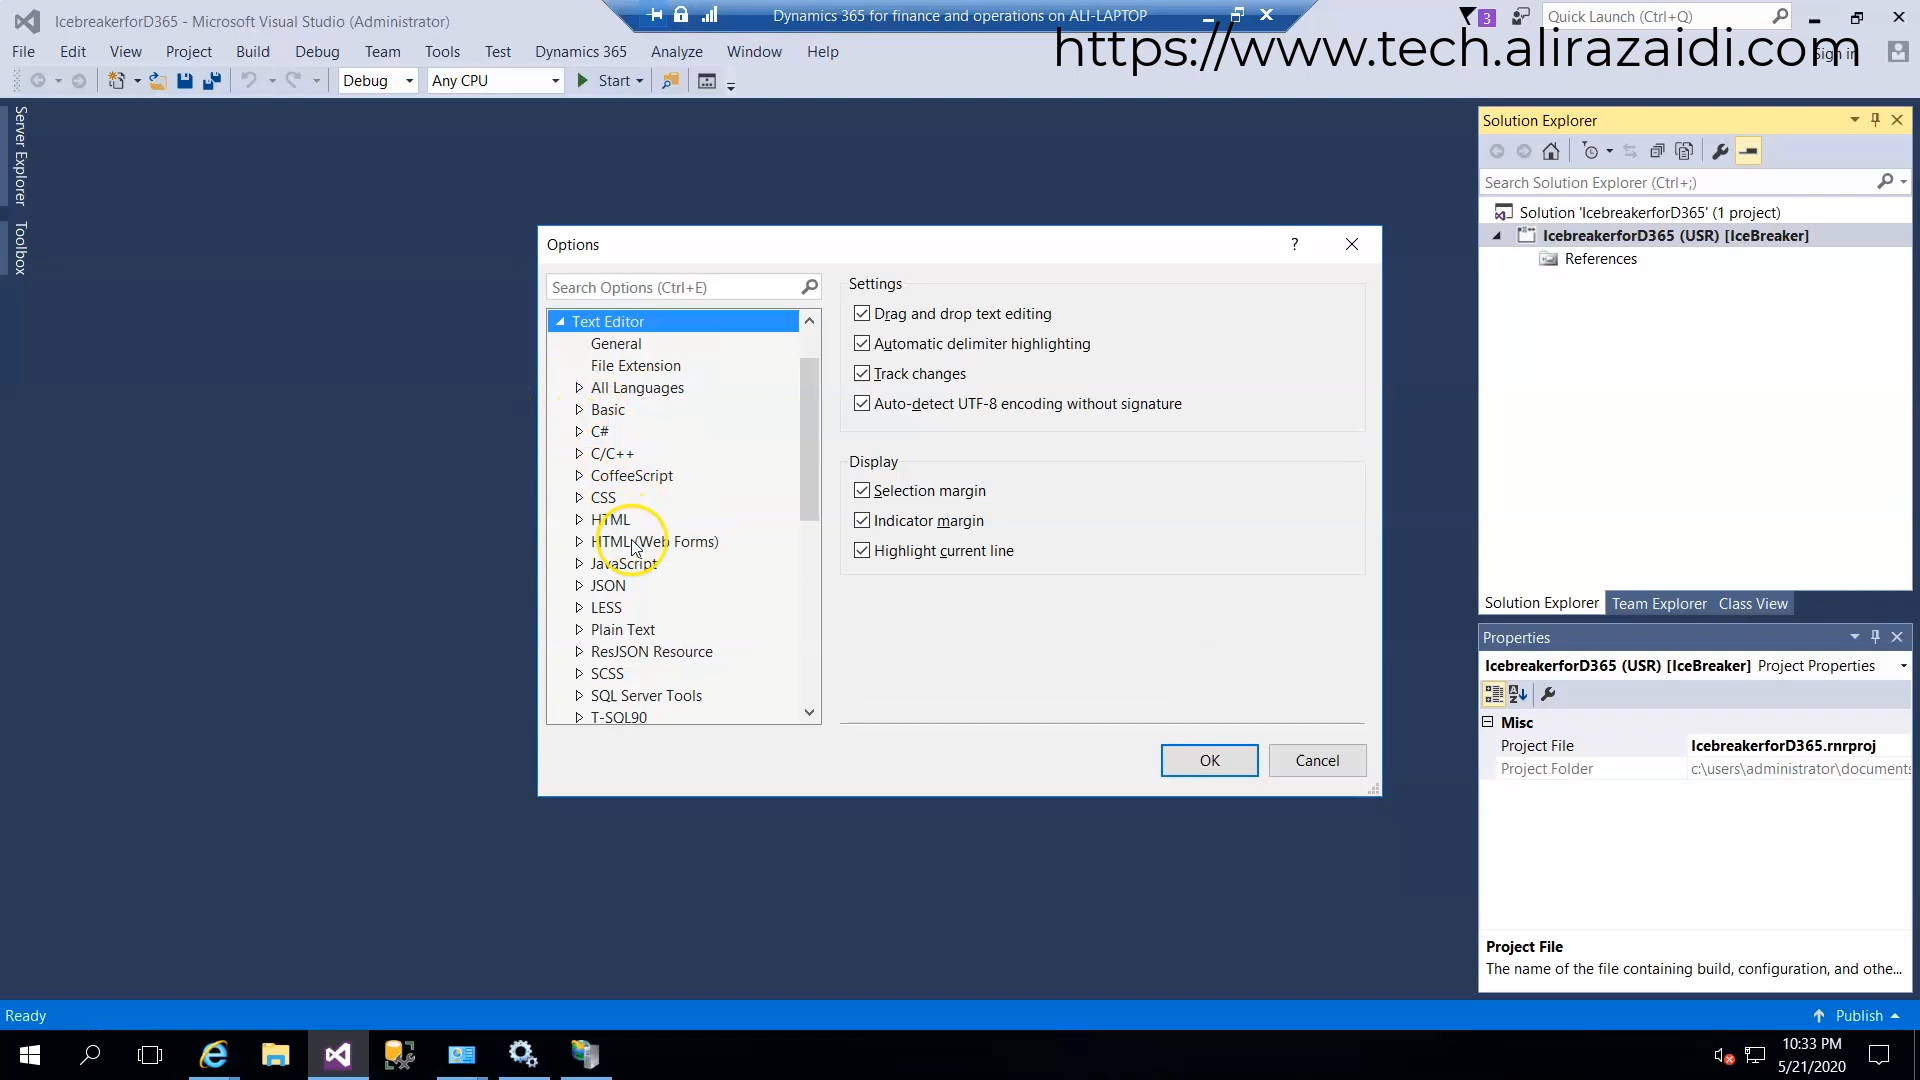 IcebreakerforD365 - Microsoft Visual Studio (Administrator)
Dynamics 365 for finance and operations on ALI-LAPTOP
3
Quick Launch (Ctrl+Q)
File Edit View Project Build Debug Team Tools Test Dynamics 365 Analyze Window Help
https://www.tech.alirazaidi.com
Sign in
Debug
Any CPU
Start
Server Explorer
Toolbox
Solution Explorer
Search Solution Explorer (Ctrl+;)
Solution 'IcebreakerforD365' (1 project)
IcebreakerforD365 (USR) [IceBreaker]
References
Solution Explorer Team Explorer Class View
Options
?
Search Options (Ctrl+E)
Text Editor
General
File Extension
All Languages
Basic
C#
C/C++
CoffeeScript
CSS
HTML
HTML (Web Forms)
JavaScript
JSON
LESS
Plain Text
ResJSON Resource
SCSS
SQL Server Tools
T-SQL90
Settings
Drag and drop text editing
Automatic delimiter highlighting
Track changes
Auto-detect UTF-8 encoding without signature
Display
Selection margin
Indicator margin
Highlight current line
OK
Cancel
Properties
IcebreakerforD365 (USR) [IceBreaker] Project Properties
Misc
Project File IcebreakerforD365.rnrproj
Project Folder c:\users\administrator\documents
Project File
The name of the file containing build, configuration, and othe...
Ready
Publish
10:33 PM
5/21/2020